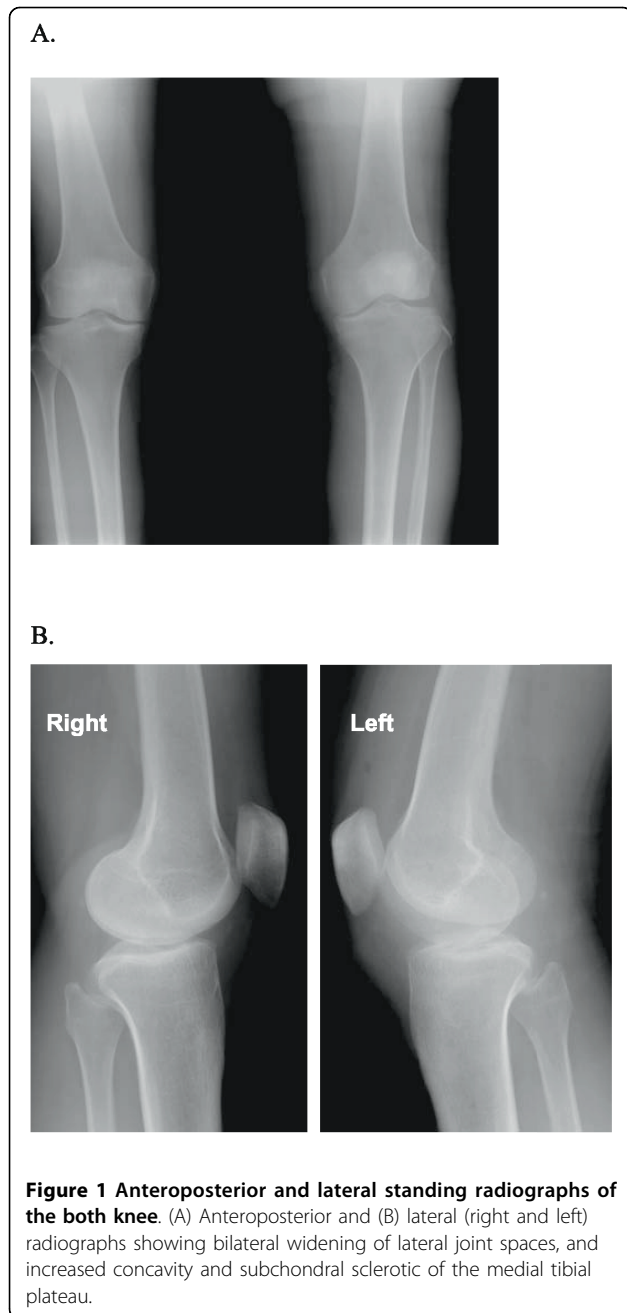 A.
B.
Right
Left
Figure 1 Anteroposterior and lateral standing radiographs of
the both knee. (A) Anteroposterior and (B) lateral (right and left)
radiographs showing bilateral widening of lateral joint spaces, and
increased concavity and subchondral sclerotic of the medial tibial
plateau.